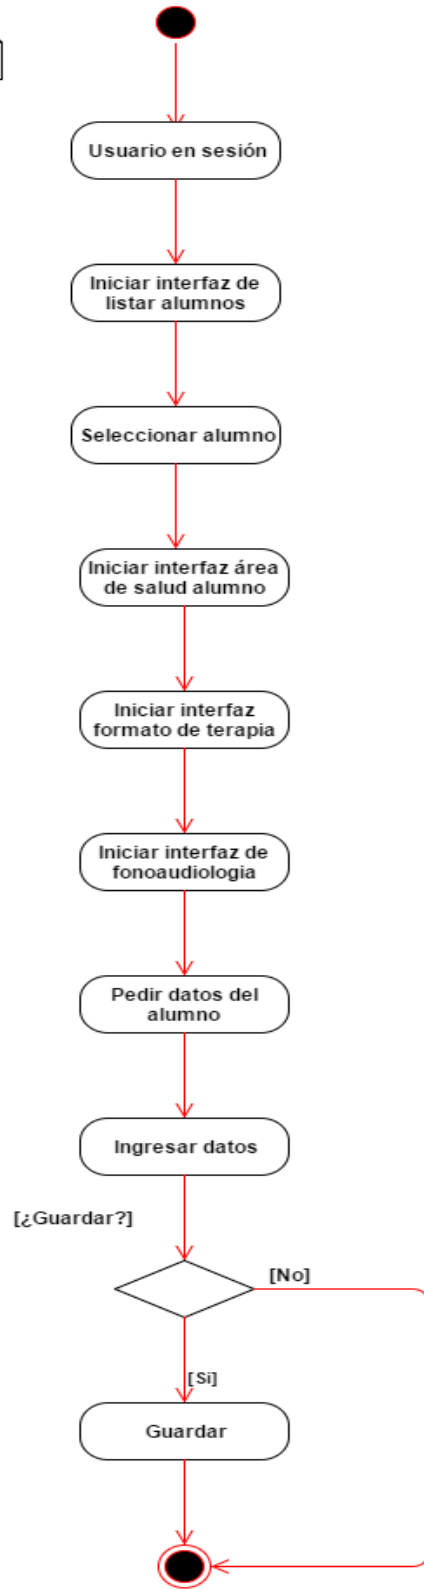 Usuario en sesión
Iniciar interfaz de
listar alumnos
Seleccionar alumno
Iniciar interfaz área
de salud alumno
Iniciar interfaz
formato de terapia
Iniciar interfaz de
fonoaudiologia
Pedir datos del
alumno
Ingresar datos
[¿Guardar?]
[No]
[Si]
Guardar